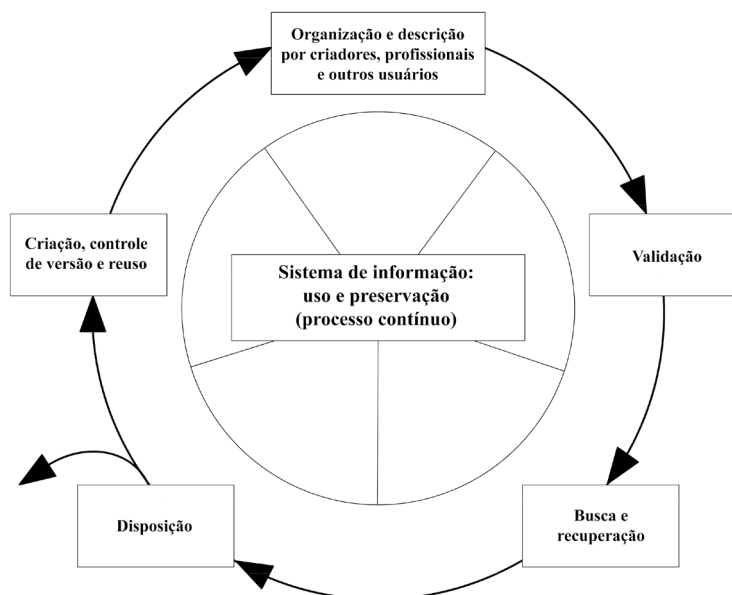 Organização e descrição
por criadores, profissionais
e outros usuários
Criação, controle
de versão e reuso
Validação
Sistema de informação:
uso e preservação
(processo contínuo)
Disposição
Busca e
recuperação